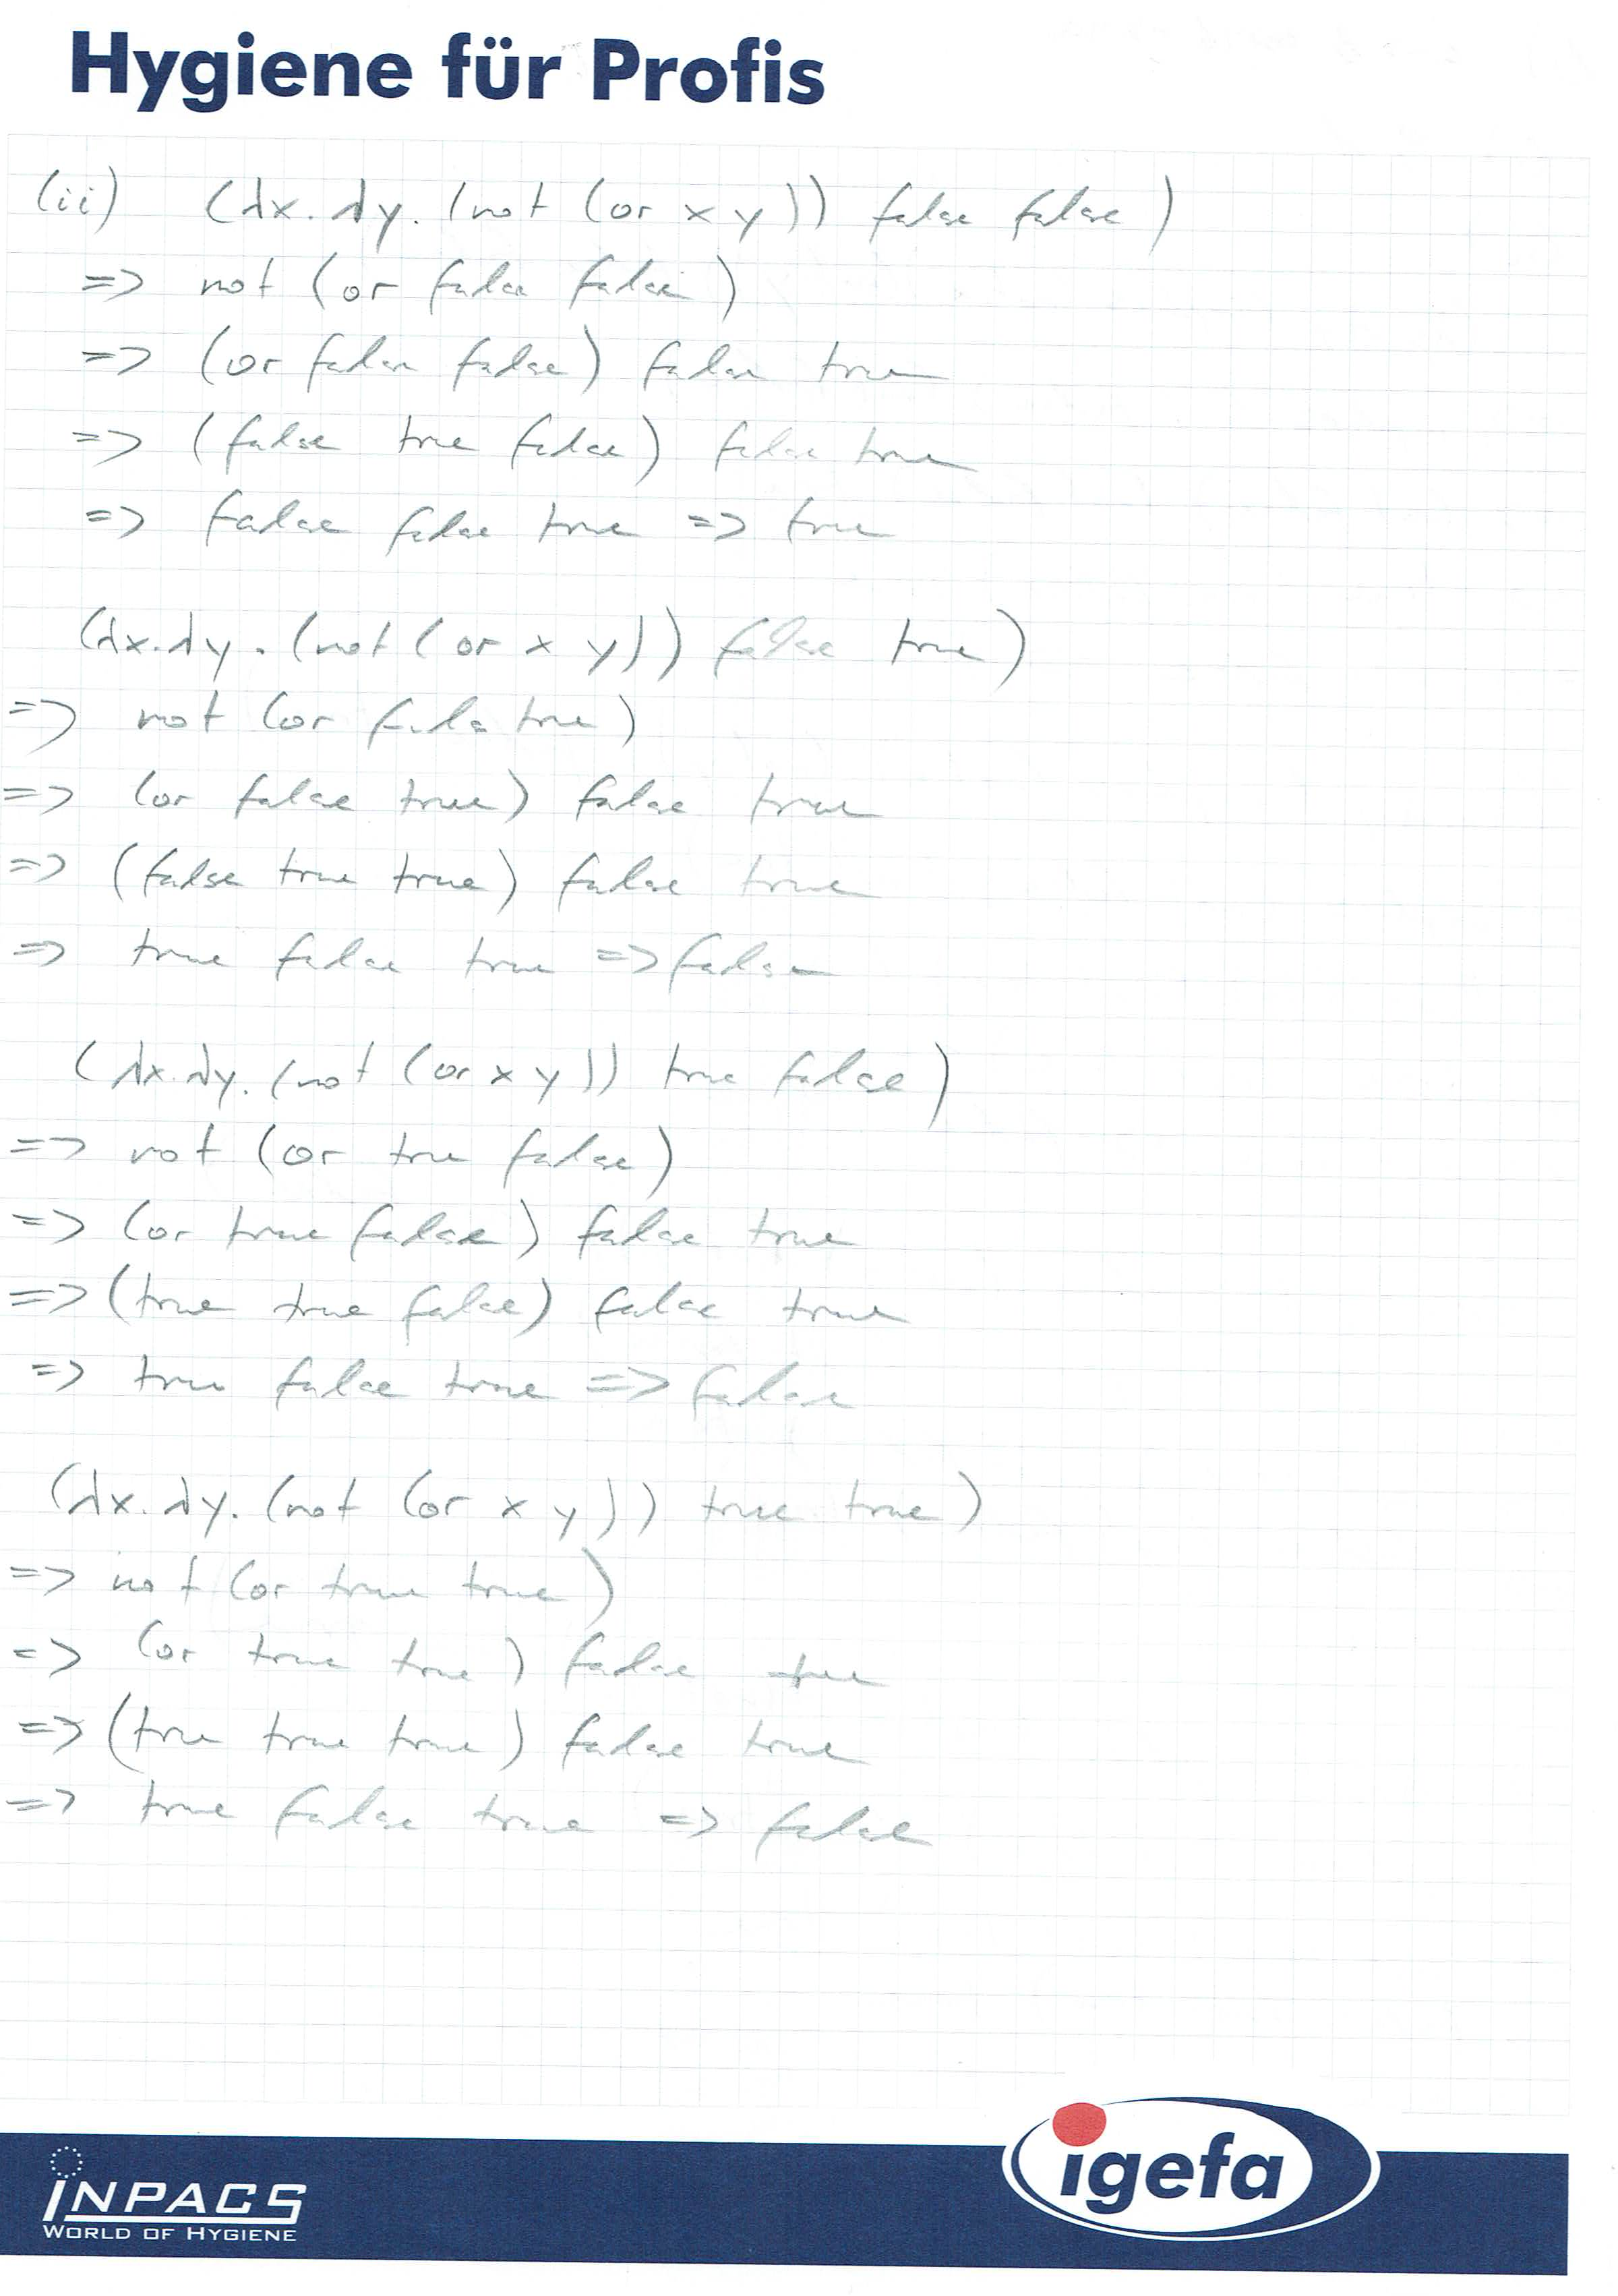 Hygiene für Profis
(ii) (λx.λy.(not (or x y)) false false)
=> not (or false false)
=> (or false false) false true
=> (false true false) false true
=> false false true => true
(λx.λy.(not (or x y)) false true)
=> not (or false true)
=> (or false true) false true
=> (false true true) false true
=> true false true => false
(λx.λy.(not (or x y)) true false)
=> not (or true false)
=> (or true false) false true
=> (true true false) false true
=> true false true => false
(λx.λy.(not (or x y)) true true)
=> not (or true true)
=> (or true true) false true
=> (true true true) false true
=> true false true => false
igefa
INPACS
WORLD OF HYGIENE